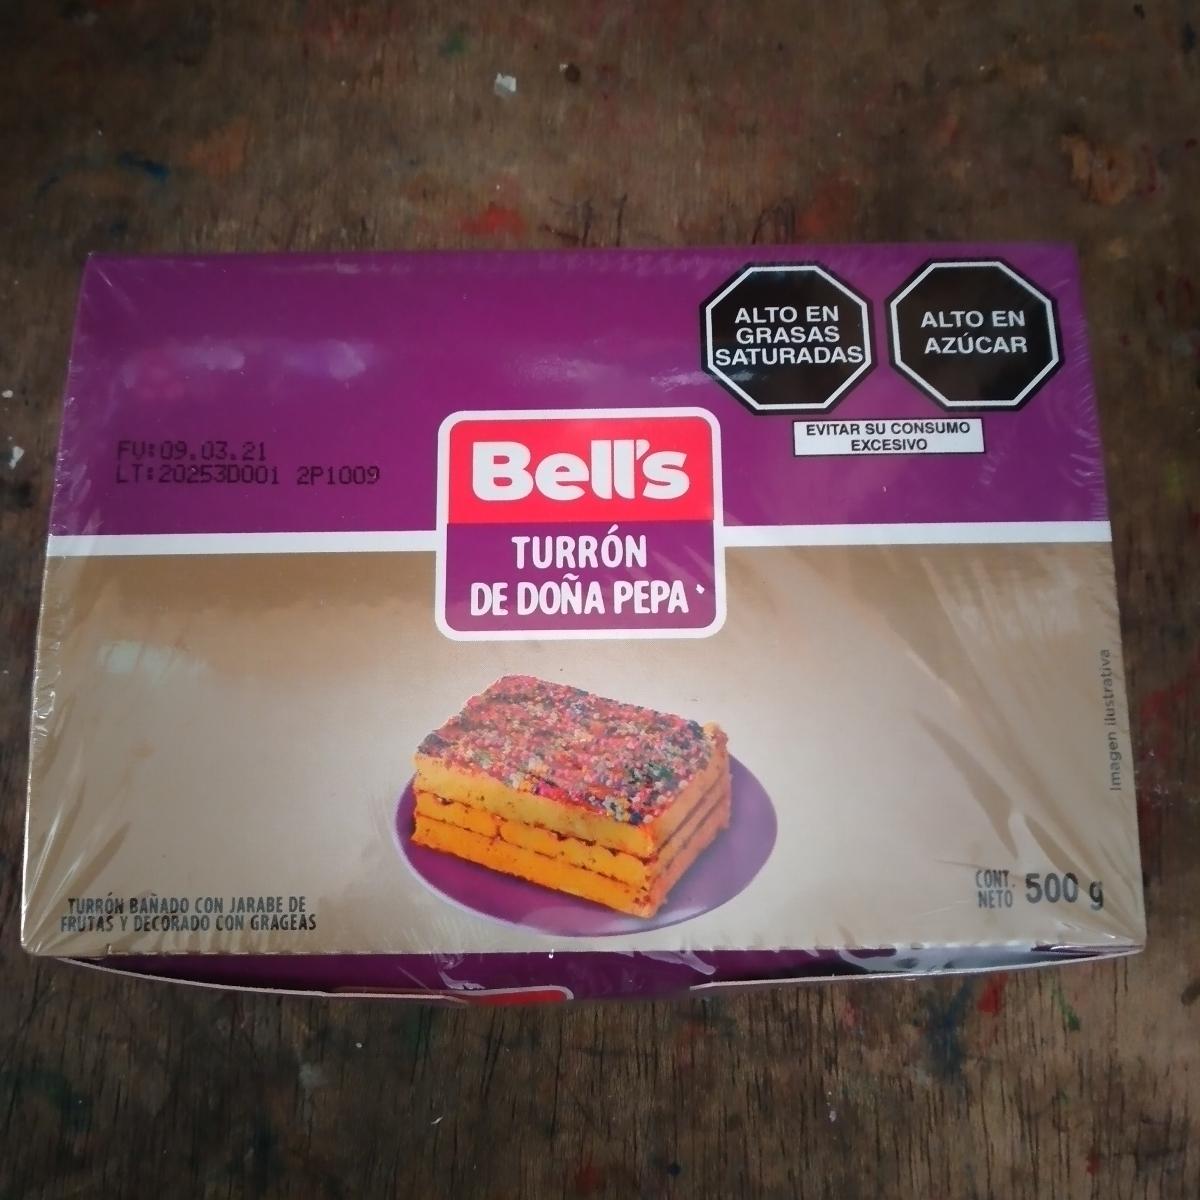 ALTO EN
GRASAS
SATURADAS
ALTO EN
AZÚCAR
EVITAR SU CONSUMO
EXCESIVO
FV:09.03.21
LT:20253D001 2P1009
Bell's
TURRÓN
DE DOÑA PEPA
Imagen ilustrativa
TURRÓN BAÑADO CON JARABE DE
FRUTAS Y DECORADO CON GRAGEAS
CONT.
NETO 500 g